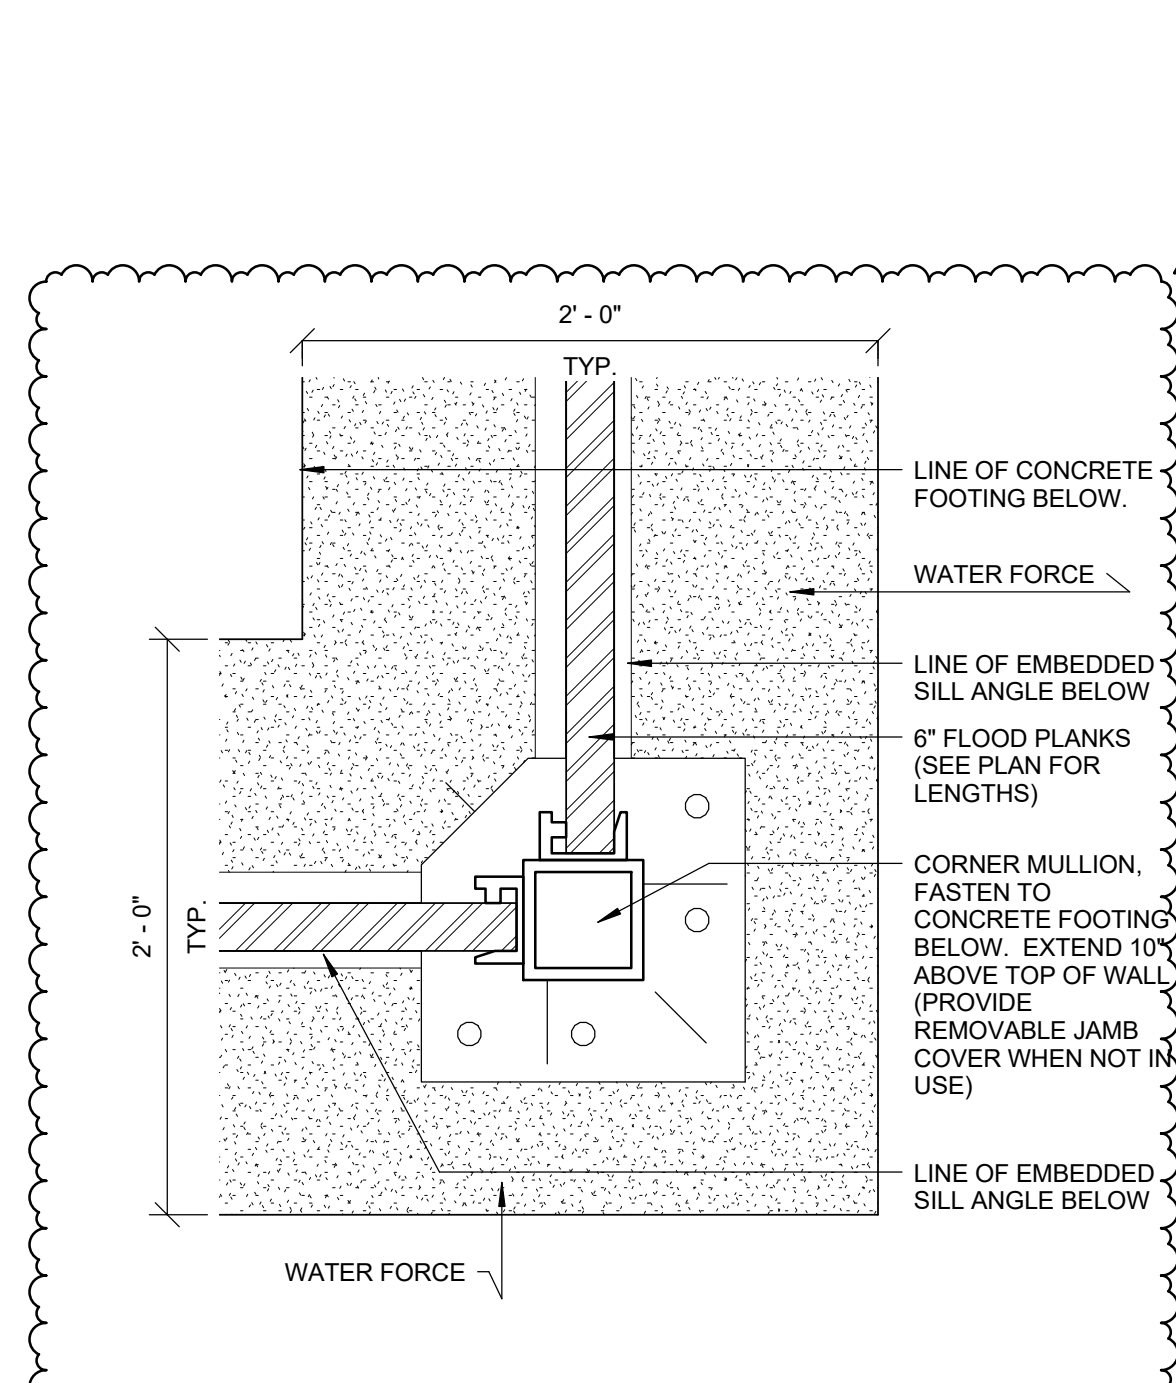 2' - 0"
TYP.
LINE OF CONCRETE
FOOTING BELOW.
WATER FORCE
LINE OF EMBEDDED
SILL ANGLE BELOW
6" FLOOD PLANKS
(SEE PLAN FOR
LENGTHS)
CORNER MULLION,
FASTEN TO
CONCRETE FOOTING
BELOW.  EXTEND 10"
ABOVE TOP OF WALL
(PROVIDE
REMOVABLE JAMB
COVER WHEN NOT IN
USE)
2' - 0"
TYP.
LINE OF EMBEDDED
SILL ANGLE BELOW
WATER FORCE